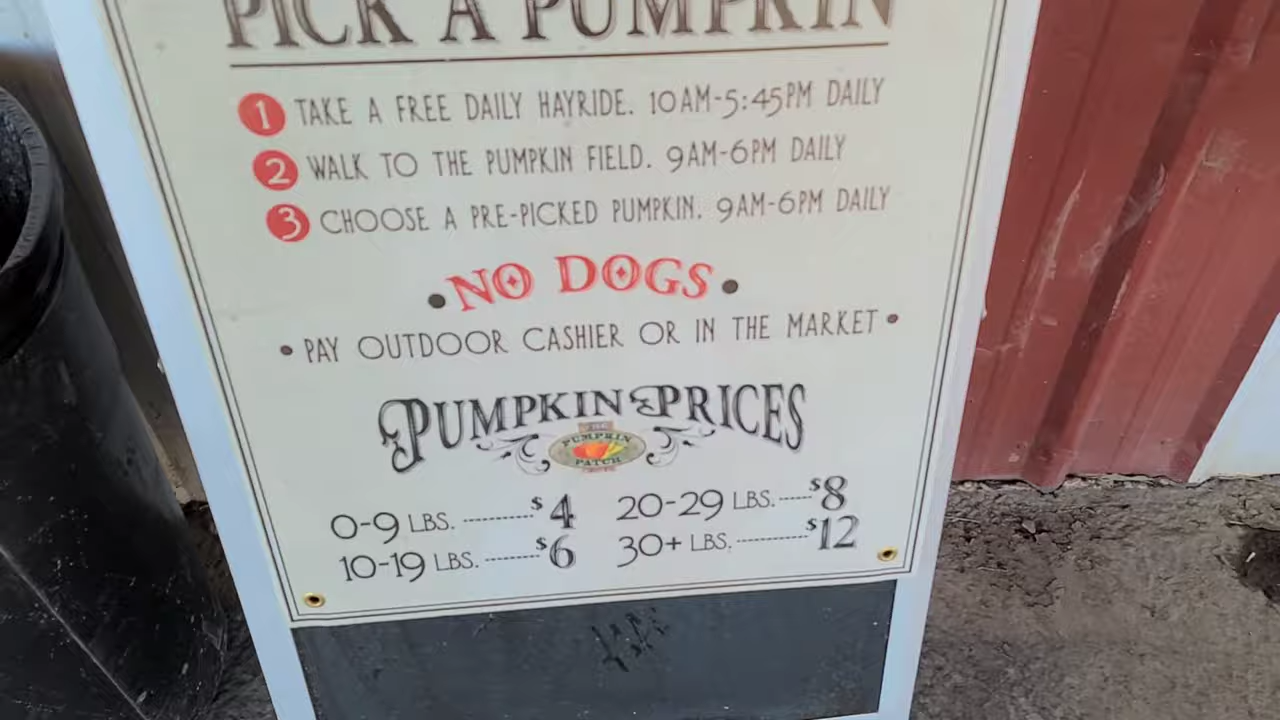 PICK A PUMPKIN
1 TAKE A FREE DAILY HAYRIDE. 10AM-5:45PM DAILY
2 WALK TO THE PUMPKIN FIELD. 9AM-6PM DAILY
3 CHOOSE A PRE-PICKED PUMPKIN. 9AM-6PM DAILY
• NO DOGS •
• PAY OUTDOOR CASHIER OR IN THE MARKET •
PUMPKIN PRICES
THE
PUMPKIN
PATCH
0-9 LBS. ---------- $4
10-19 LBS. -------- $6
20-29 LBS. ----- $8
30+ LBS. ---------- $12